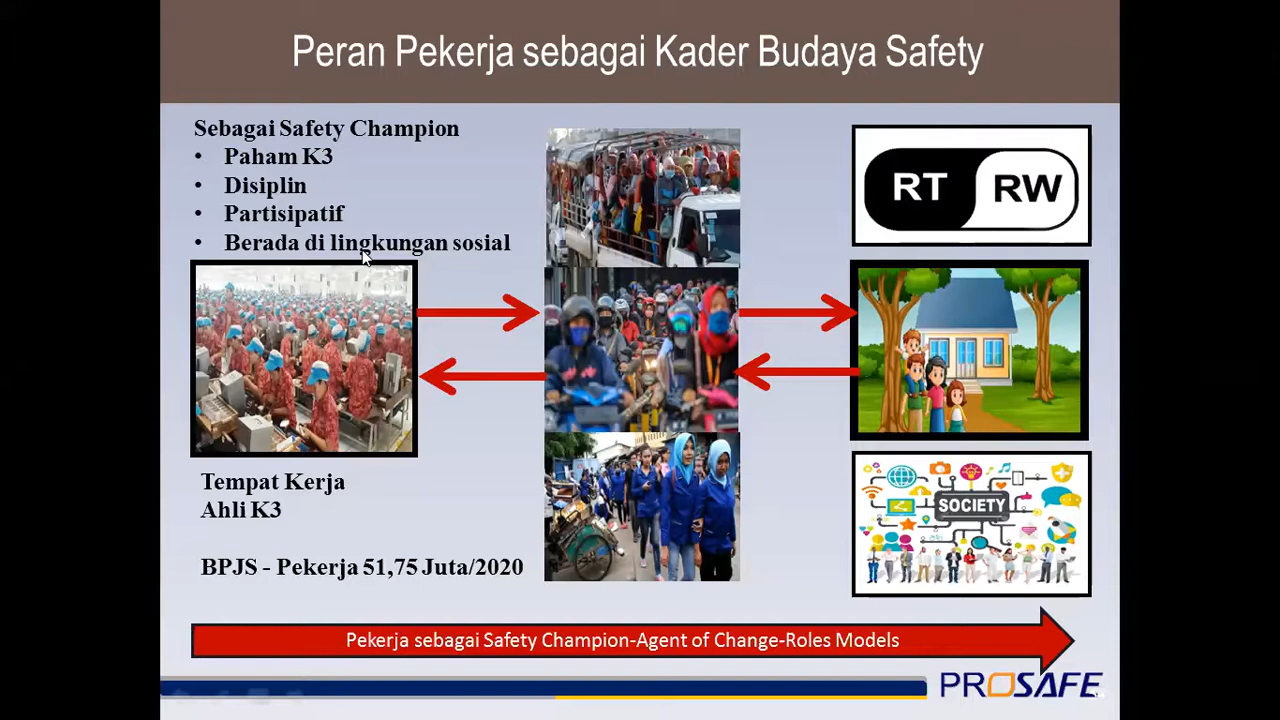 Peran Pekerja sebagai Kader Budaya Safety
Sebagai Safety Champion
• Paham K3
• Disiplin
• Partisipatif
• Berada di lingkungan sosial
RT RW
Tempat Kerja
Ahli K3
SOCIETY
BPJS - Pekerja 51,75 Juta/2020
Pekerja sebagai Safety Champion-Agent of Change-Roles Models
PROSAFE